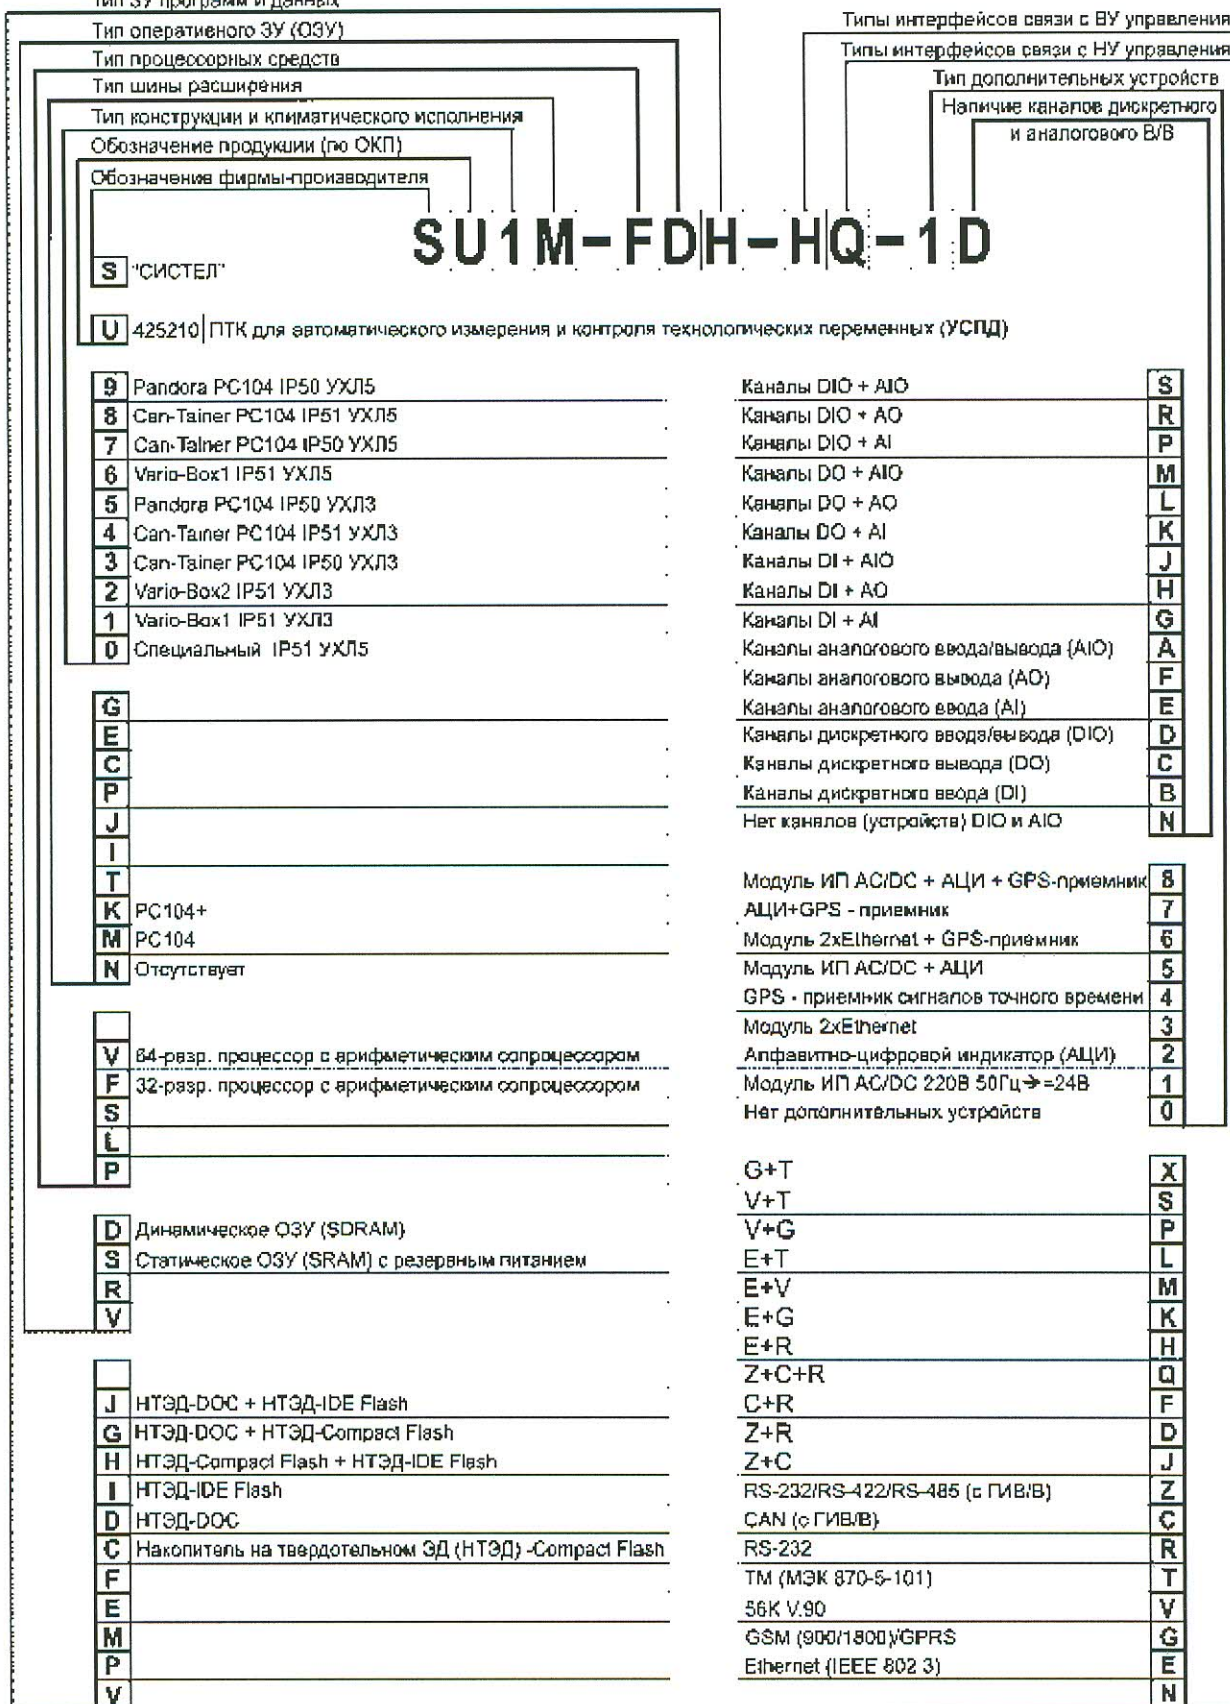 Тип ЗУ программ и данных
Тип оперативного ЗУ (ОЗУ)
Тип процессорных средств
Тип шины расширения
Тип конструкции и климатического исполнения
Обозначение продукции (по ОКП)
Обозначение фирмы-производителя
Типы интерфейсов связи с ВУ управления
Типы интерфейсов связи с НУ управления
Тип дополнительных устройств
Наличие каналов дискретного
и аналогового В/В
SU1M-FDH-HQ-1D
S "СИСТЕЛ"
U 425210 ПТК для автоматического измерения и контроля технологических переменных (УСПД)
9 Pandora PC104 IP50 УХЛ5
8 Can-Tainer PC104 IP51 УХЛ5
7 Can-Tainer PC104 IP50 УХЛ5
6 Vario-Box1 IP51 УХЛ5
5 Pandora PC104 IP50 УХЛ3
4 Can-Tainer PC104 IP51 УХЛ3
3 Can-Tainer PC104 IP50 УХЛ3
2 Vario-Box2 IP51 УХЛ3
1 Vario-Box1 IP51 УХЛ3
0 Специальный IP51 УХЛ5
G
E
C
P
J
I
T
K PC104+
M PC104
N Отсутствует
V 64-разр. процессор с арифметическим сопроцессором
F 32-разр. процессор с арифметическим сопроцессором
S
L
P
D Динамическое ОЗУ (SDRAM)
S Статическое ОЗУ (SRAM) с резервным питанием
R
V
J НТЭД-DOC + НТЭД-IDE Flash
G НТЭД-DOC + НТЭД-Compact Flash
H НТЭД-Compact Flash + НТЭД-IDE Flash
I НТЭД-IDE Flash
D НТЭД-DOC
C Накопитель на твердотельном ЭД (НТЭД) -Compact Flash
F
E
M
P
V
Каналы DIO + AIO S
Каналы DIO + AO R
Каналы DIO + AI P
Каналы DO + AIO M
Каналы DO + AO L
Каналы DO + AI K
Каналы DI + AIO J
Каналы DI + AO H
Каналы DI + AI G
Каналы аналогового ввода/вывода (AIO) A
Каналы аналогового вывода (AO) F
Каналы аналогового ввода (AI) E
Каналы дискретного ввода/вывода (DIO) D
Каналы дискретного вывода (DO) C
Каналы дискретного ввода (DI) B
Нет каналов (устройств) DIO и AIO N
Модуль ИП AC/DC + АЦИ + GPS-приемник 8
АЦИ+GPS - приемник 7
Модуль 2xEthernet + GPS-приемник 6
Модуль ИП AC/DC + АЦИ 5
GPS - приемник сигналов точного времени 4
Модуль 2xEthernet 3
Алфавитно-цифровой индикатор (АЦИ) 2
Модуль ИП AC/DC 220В 50Гц→=24В 1
Нет дополнительных устройств 0
G+T X
V+T S
V+G P
E+T L
E+V M
E+G K
E+R H
Z+C+R Q
C+R F
Z+R D
Z+C J
RS-232/RS-422/RS-485 (с ГИВ/В) Z
CAN (с ГИВ/В) C
RS-232 R
TM (МЭК 870-5-101) T
56K V.90 V
GSM (900/1800)/GPRS G
Ethernet (IEEE 802 3) E
N